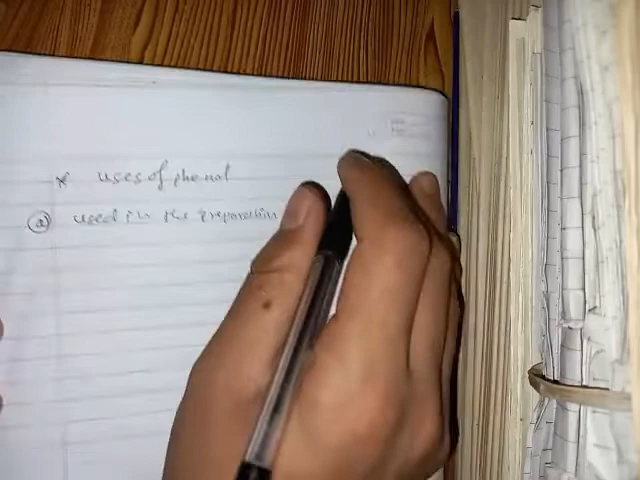 * uses of phenol
(a) used in the preparation